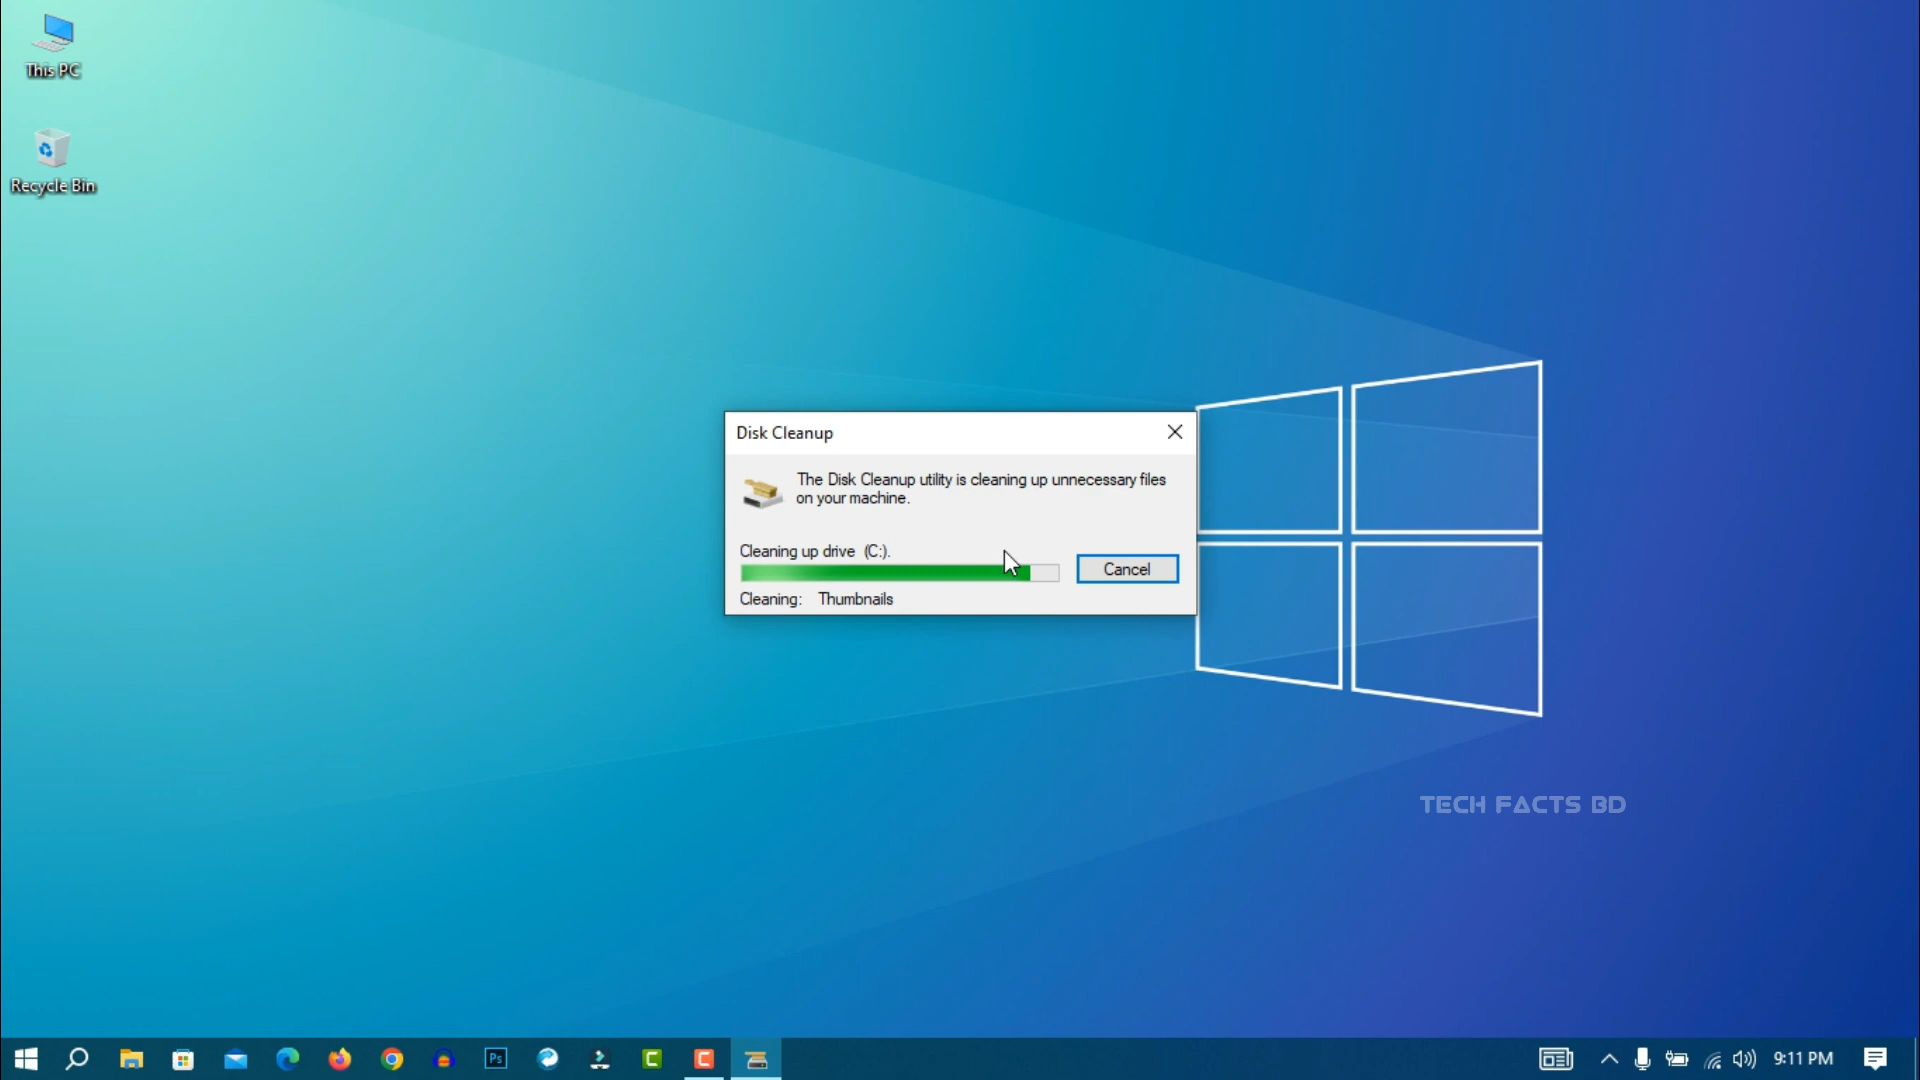 This PC
Recycle Bin
Disk Cleanup
The Disk Cleanup utility is cleaning up unnecessary files
on your machine.
Cleaning up drive (C:).
Cancel
Cleaning: Thumbnails
TECH FACTS BD
Ps
9:11 PM